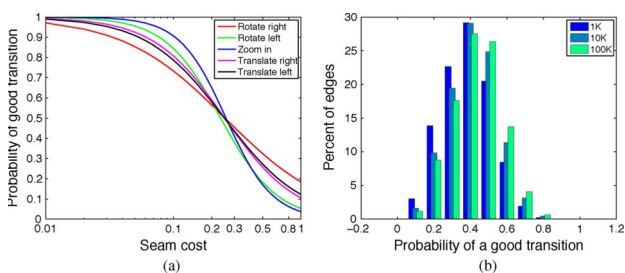 Probability of good transition
1
0.9
0.8
0.7
0.6
0.5
0.4
0.3
0.2
0.1
0
0.01 0.1 0.2 0.3 0.5 0.8 1
Seam cost
Rotate right
Rotate left
Zoom in
Translate right
Translate left
(a)
Percent of edges
30
25
20
15
10
5
0
−0.2 0 0.2 0.4 0.6 0.8 1 1.2
Probability of a good transition
1K
10K
100K
(b)